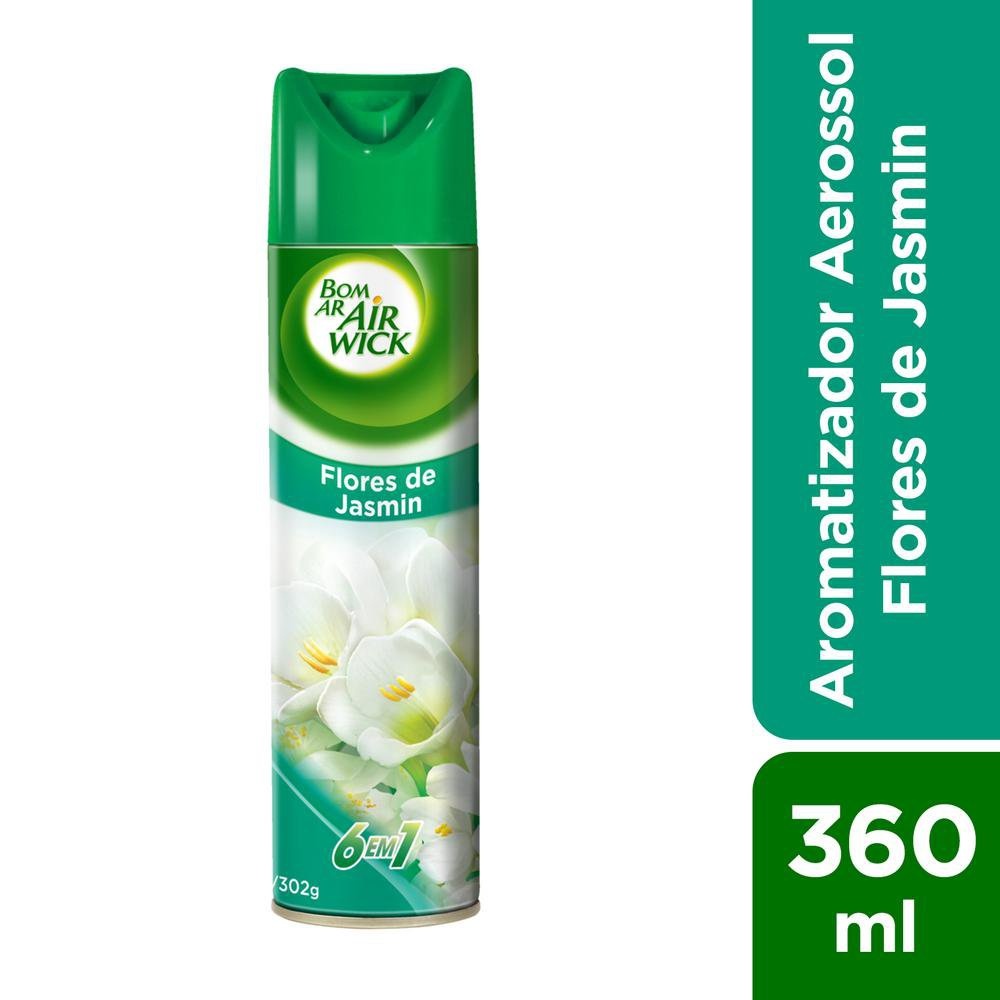 BOM
AR AIR
WICK
Flores de
Jasmin
6 EM 1
/302g
Aromatizador Aerossol
Flores de Jasmin
360
ml